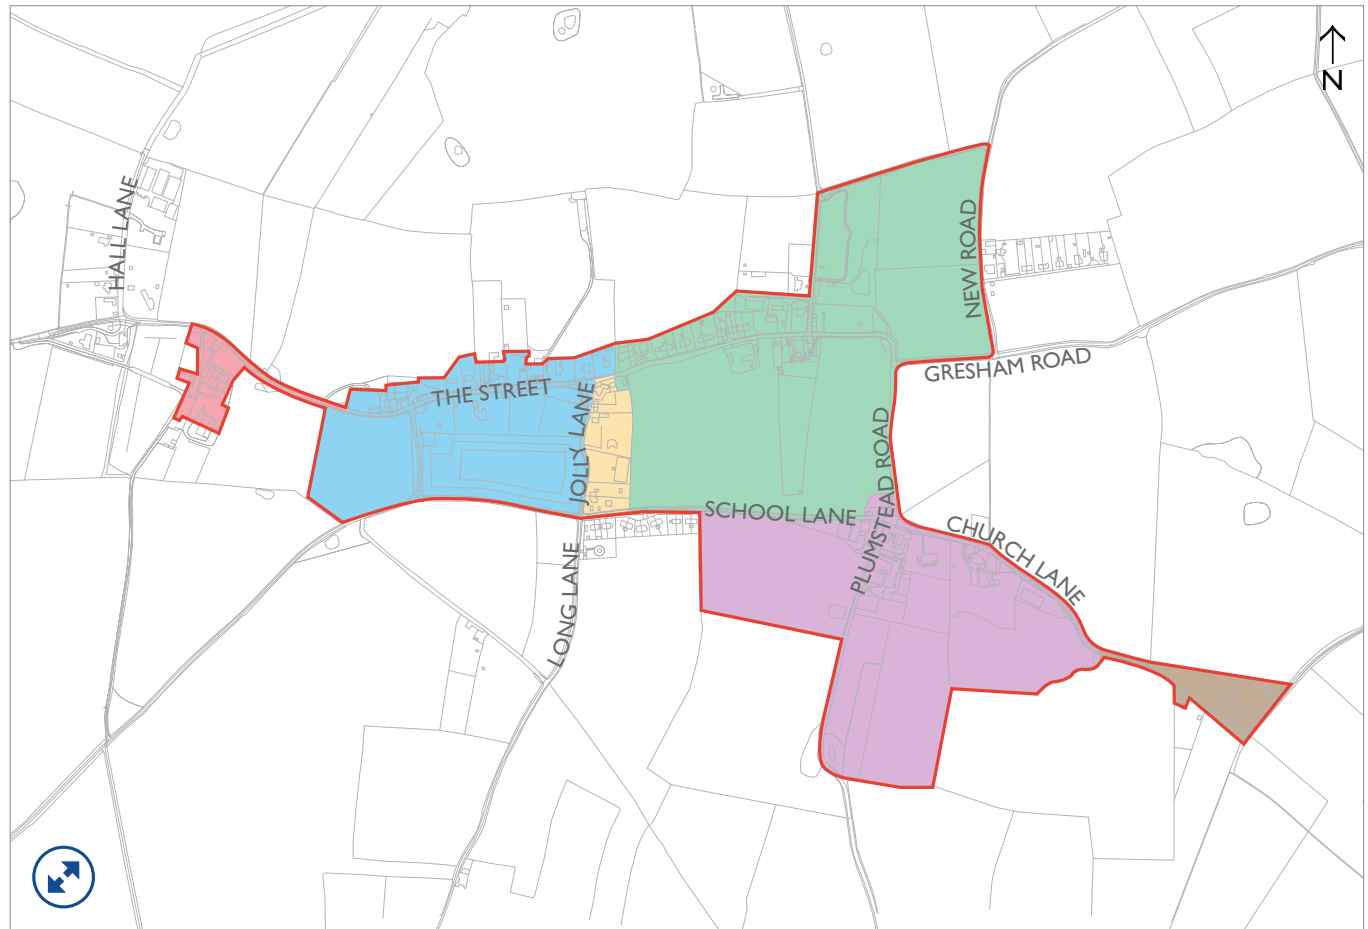 N
HALL LANE
NEW ROAD
GRESHAM ROAD
THE STREET
JOLLY LANE
PLUMSTEAD ROAD
SCHOOL LANE
CHURCH LANE
LONG LANE